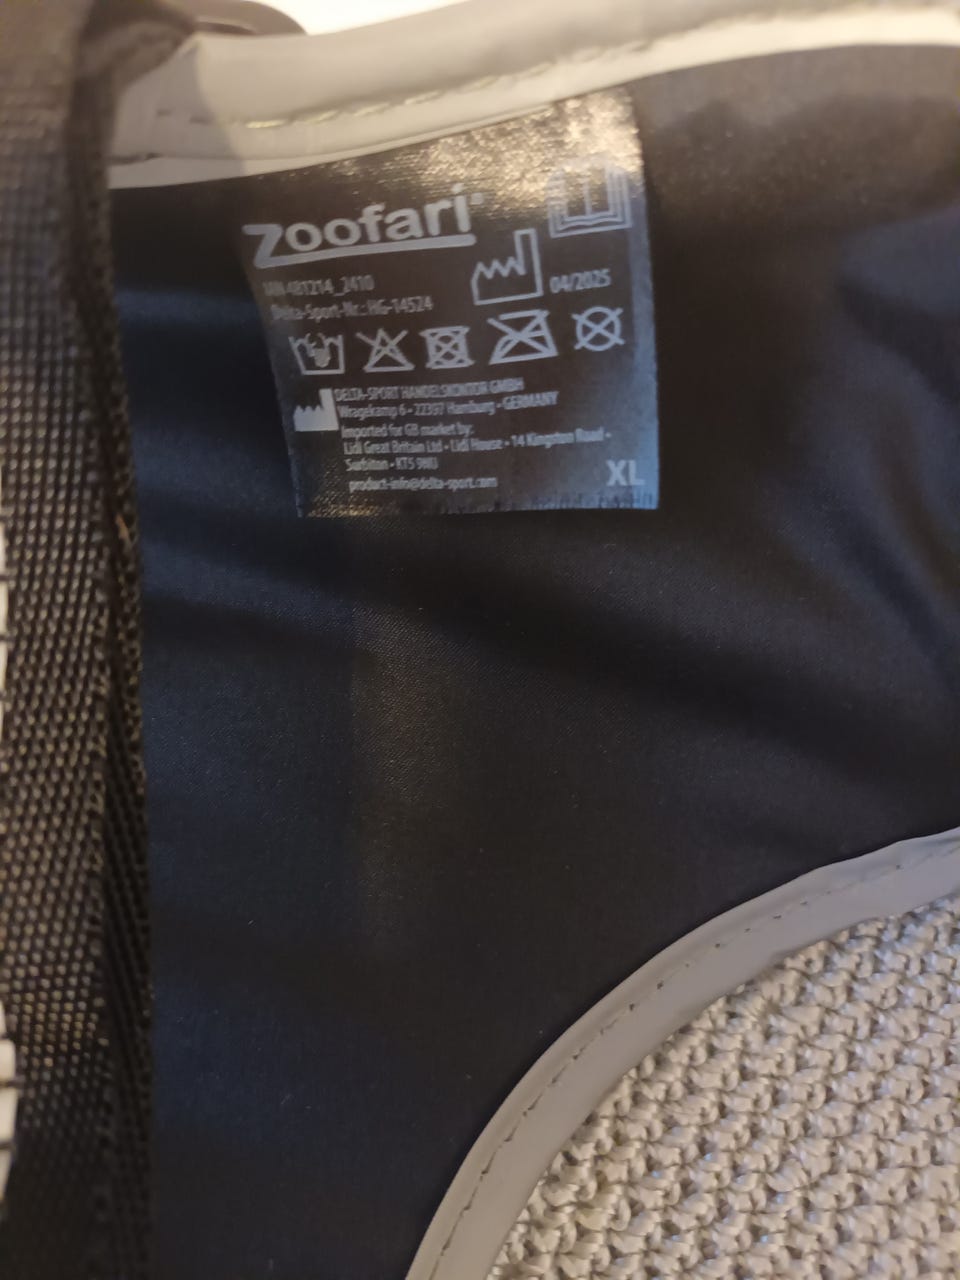 Zoofari®
IAN 481214_2410
Delta-Sport-Nr.: HG-14524
04/2025
DELTA-SPORT HANDELSKONTOR GMBH
Wragekamp 6 • 22397 Hamburg • GERMANY
Imported for GB market by:
Lidl Great Britain Ltd • Lidl House • 14 Kingston Road •
Surbiton • KT5 9NU
product-info@delta-sport.com
XL